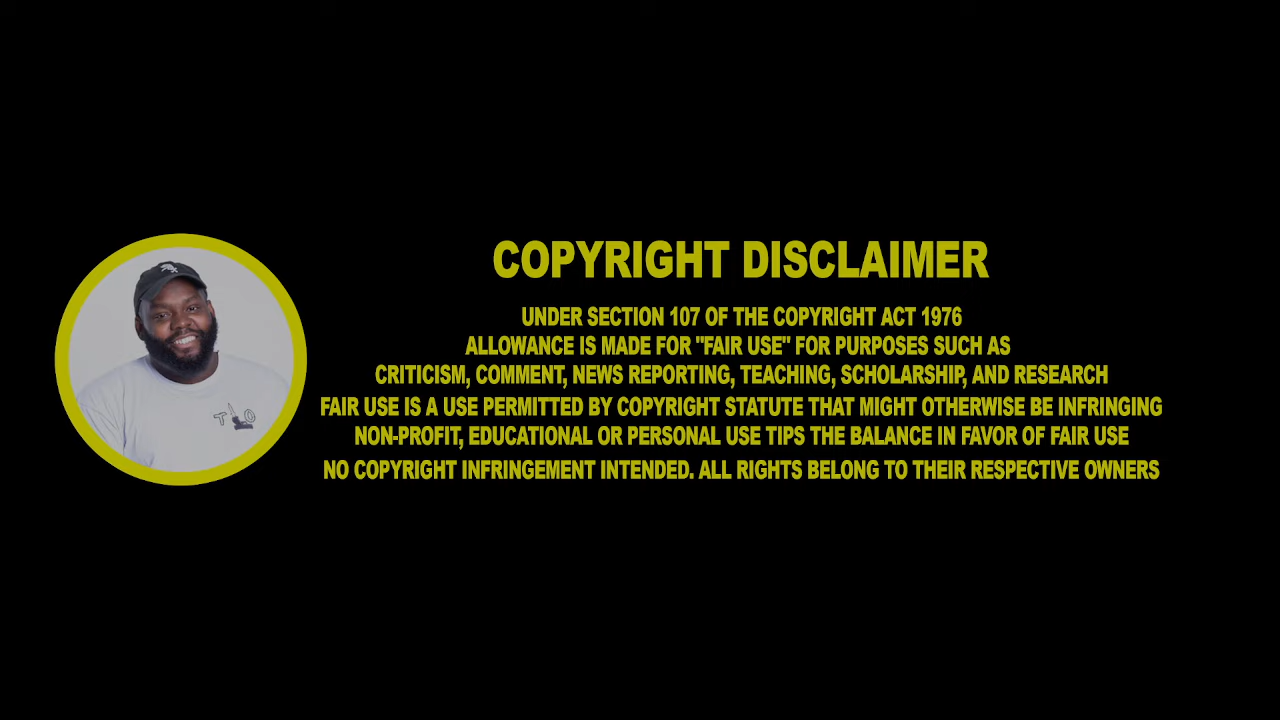 COPYRIGHT DISCLAIMER
UNDER SECTION 107 OF THE COPYRIGHT ACT 1976
ALLOWANCE IS MADE FOR "FAIR USE" FOR PURPOSES SUCH AS
CRITICISM, COMMENT, NEWS REPORTING, TEACHING, SCHOLARSHIP, AND RESEARCH
FAIR USE IS A USE PERMITTED BY COPYRIGHT STATUTE THAT MIGHT OTHERWISE BE INFRINGING
NON-PROFIT, EDUCATIONAL OR PERSONAL USE TIPS THE BALANCE IN FAVOR OF FAIR USE
NO COPYRIGHT INFRINGEMENT INTENDED. ALL RIGHTS BELONG TO THEIR RESPECTIVE OWNERS